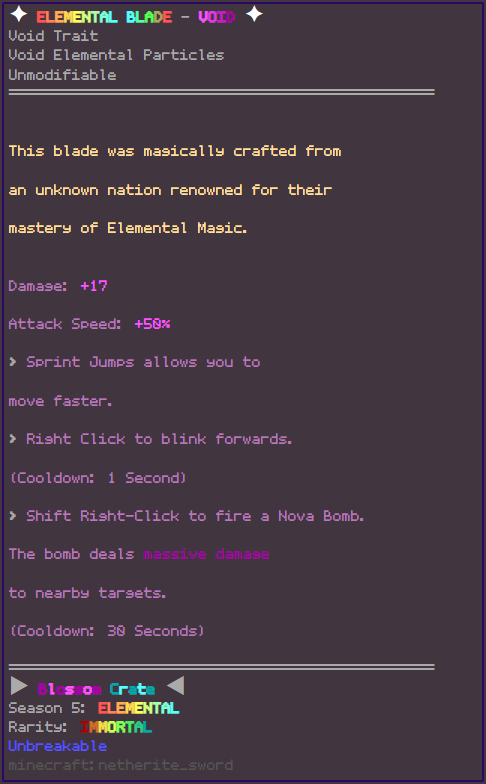 ✦ ELEMENTAL BLADE - VOID ✦
Void Trait
Void Elemental Particles
Unmodifiable
This blade was magically crafted from
an unknown nation renowned for their
mastery of Elemental Magic.
Damage: +17
Attack Speed: +50%
> Sprint Jumps allows you to
move faster.
> Right Click to blink forwards.
(Cooldown: 1 Second)
> Shift Right-Click to fire a Nova Bomb.
The bomb deals massive damage
to nearby targets.
(Cooldown: 30 Seconds)
▶ Blossom Crate ◀
Season 5: ELEMENTAL
Rarity: IMMORTAL
Unbreakable
minecraft:netherite_sword